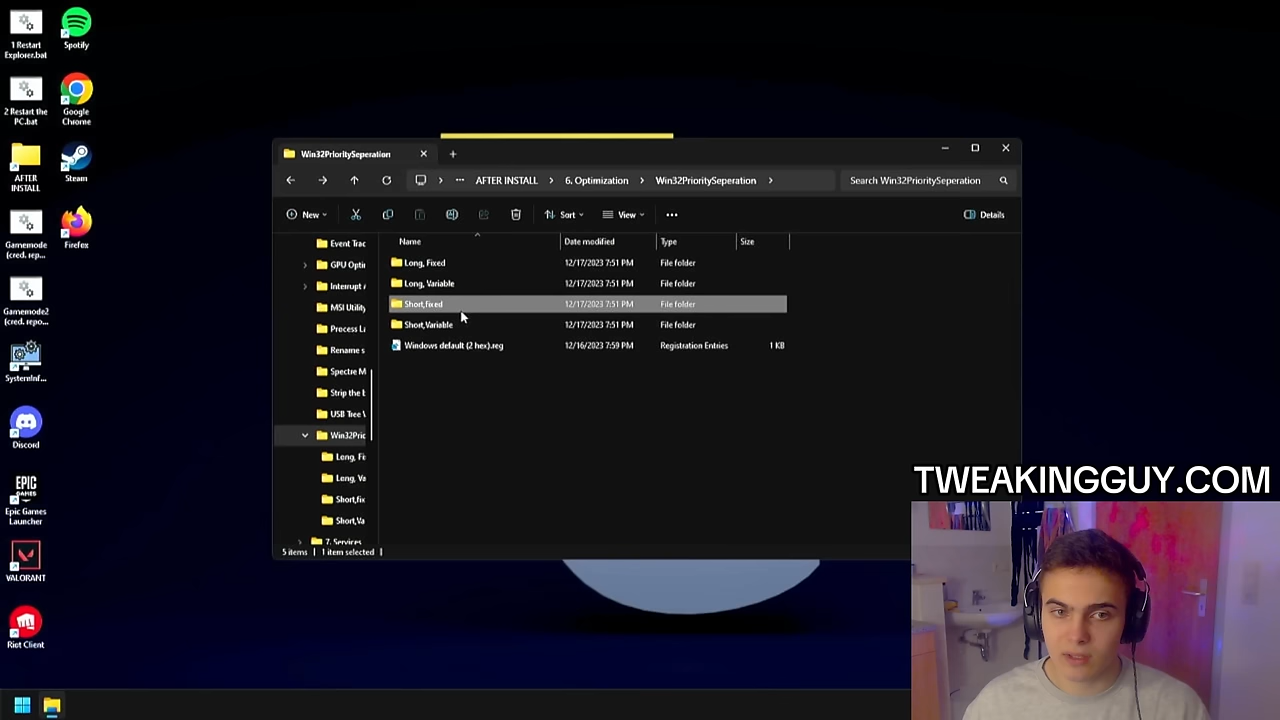 1 Restart
Explorer.bat
Spotify
2 Restart the
PC.bat
Google
Chrome
AFTER
INSTALL
Steam
Gamemode
(cred. rep...
Firefox
Gamemode2
(cred. repo...
SystemInf...
Discord
EPIC
GAMES
Epic Games
Launcher
VALORANT
Riot Client
Win32PrioritySeperation
AFTER INSTALL
6. Optimization
Win32PrioritySeperation
Search Win32PrioritySeperation
New
Sort
View
Details
Event Trac
GPU Opti
Interrupt A
MSI Utility
Process La
Rename s
Spectre M
Strip the
USB Tree V
Win32Prio
Long, Fi
Long, Va
Short,fix
Short,Va
7. Services
Name Date modified Type Size
Long, Fixed 12/17/2023 7:51 PM File folder
Long, Variable 12/17/2023 7:51 PM File folder
Short,fixed 12/17/2023 7:51 PM File folder
Short,Variable 12/17/2023 7:51 PM File folder
Windows default (2 hex).reg 12/16/2023 7:59 PM Registration Entries 1 KB
5 items 1 item selected
TWEAKINGGUY.COM